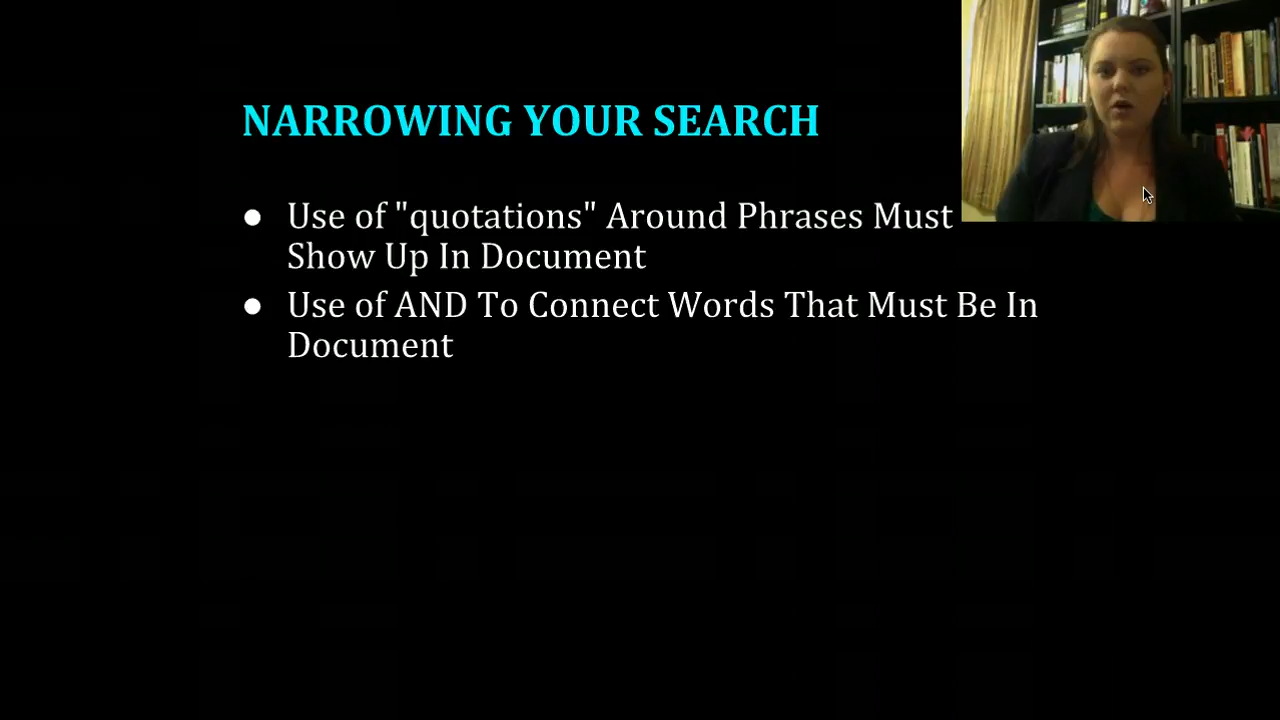 NARROWING YOUR SEARCH
● Use of "quotations" Around Phrases Must
Show Up In Document
● Use of AND To Connect Words That Must Be In
Document